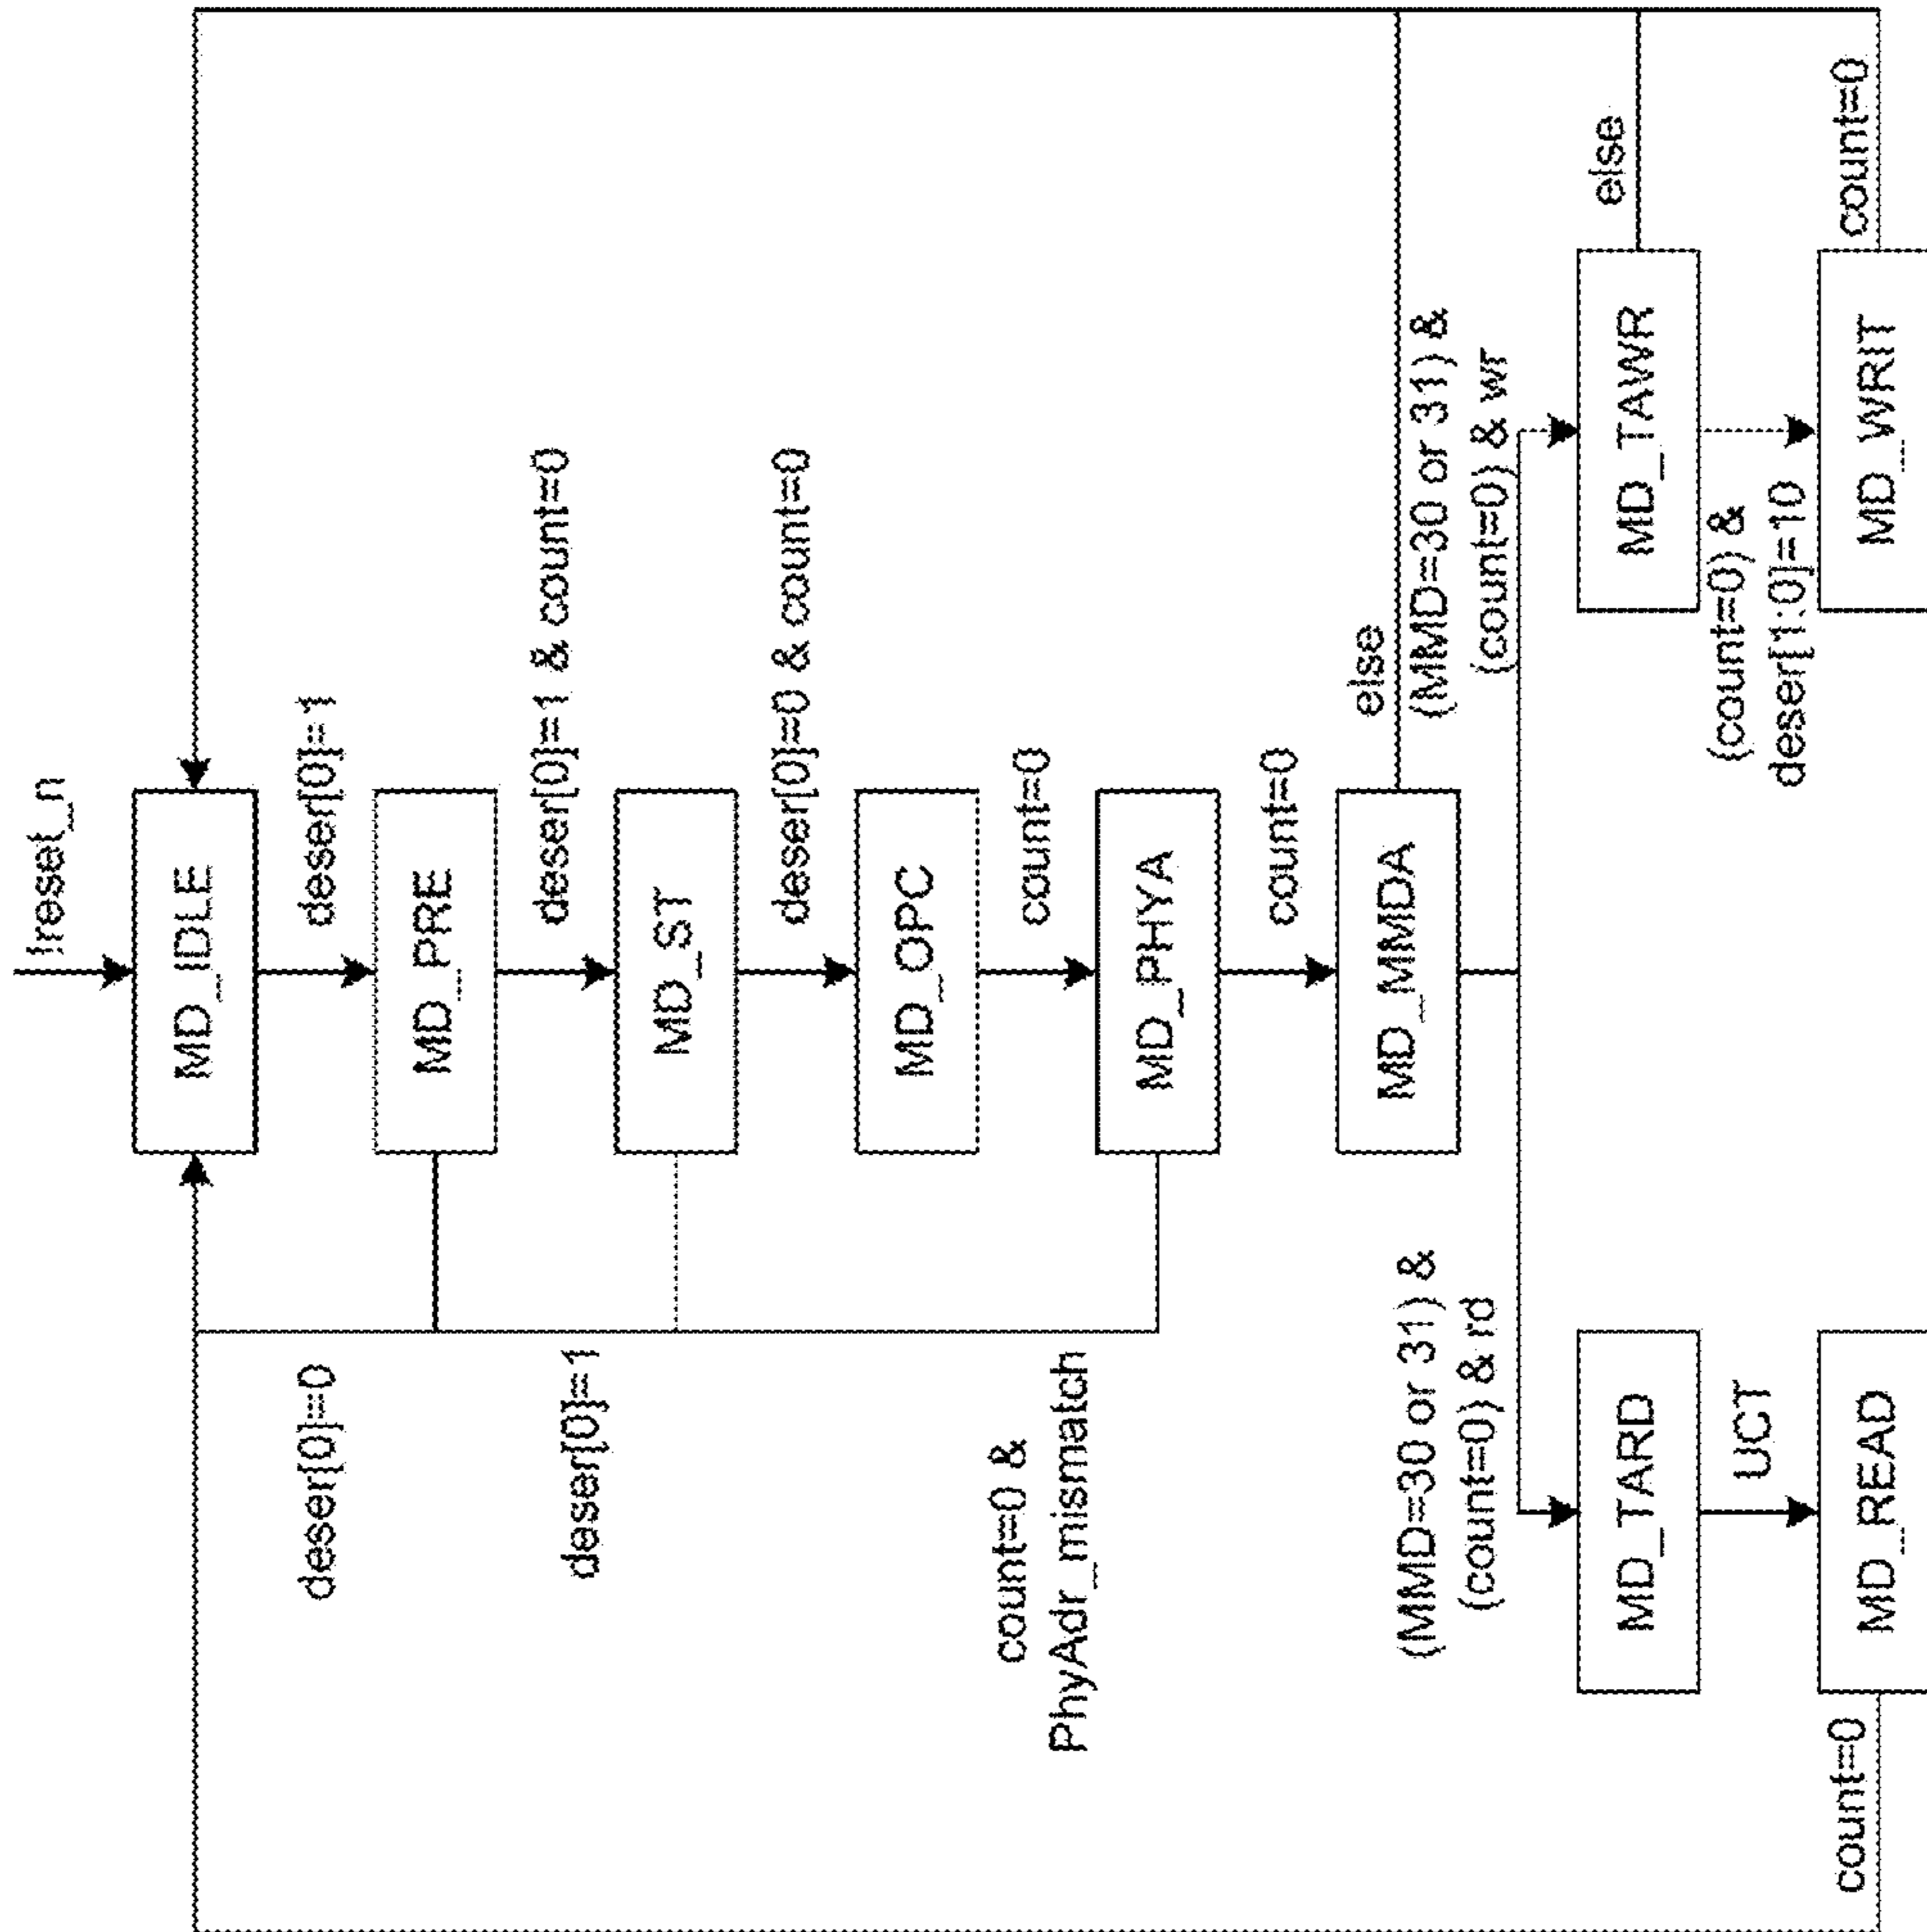 !reset_n
MD_IDLE
deser[0]=1
deser[0]=0
MD_PRE
deser[0]=1 & count=0
deser[0]=1
MD_ST
deser[0]=0 & count=0
MD_OPC
count=0
count=0 &
PhyAdr_mismatch
MD_PHYA
count=0
MD_MMDA
else
(MMD=30 or 31) &
(count=0) & rd
(MMD=30 or 31) &
(count=0) & wr
MD_TARD
MD_TAWR
else
UCT
(count=0) &
deser[1:0]=10
count=0
MD_READ
MD_WRIT
count=0